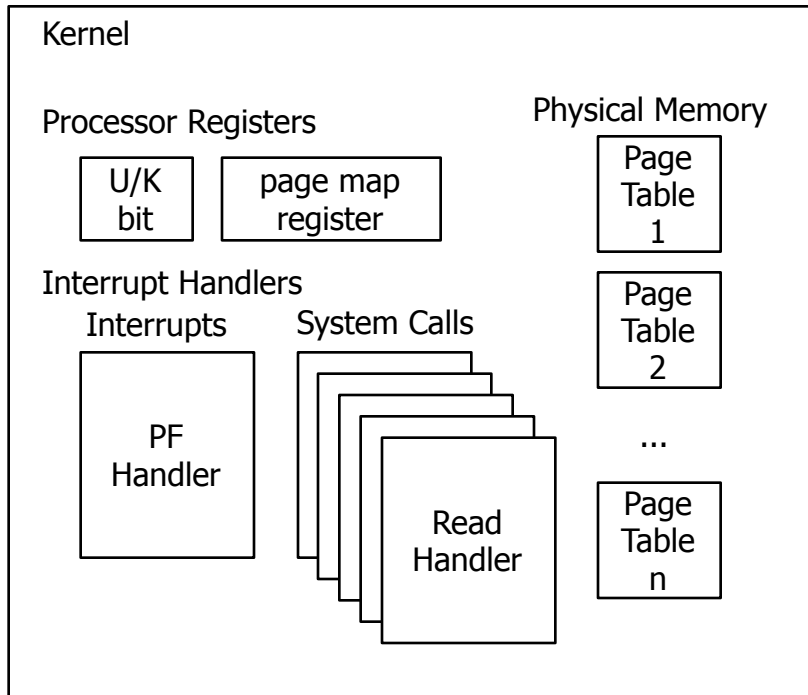 Kernel
Processor Registers
U/K
bit
page map
register
Interrupt Handlers
Interrupts
PF
Handler
System Calls
Read
Handler
Physical Memory
Page
Table
1
Page
Table
2
...
Page
Table
n